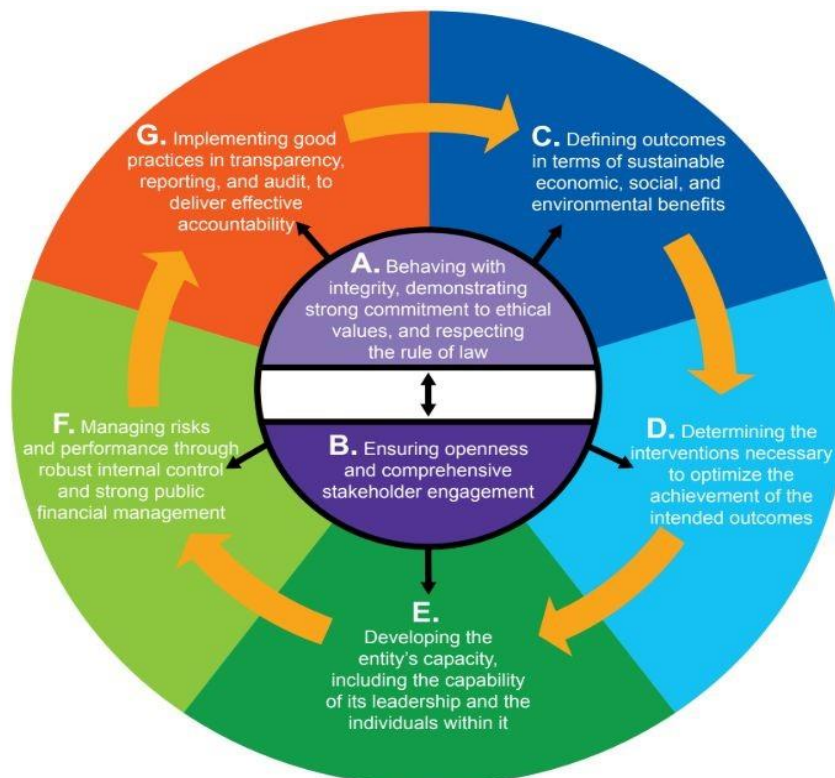 G. Implementing good
practices in transparency,
reporting, and audit, to
deliver effective
accountability
C. Defining outcomes
in terms of sustainable
economic, social, and
environmental benefits
A. Behaving with
integrity, demonstrating
strong commitment to ethical
values, and respecting
the rule of law
F. Managing risks
and performance through
robust internal control
and strong public
financial management
B. Ensuring openness
and comprehensive
stakeholder engagement
D. Determining the
interventions necessary
to optimize the
achievement of the
intended outcomes
E.
Developing the
entity's capacity,
including the capability
of its leadership and the
individuals within it